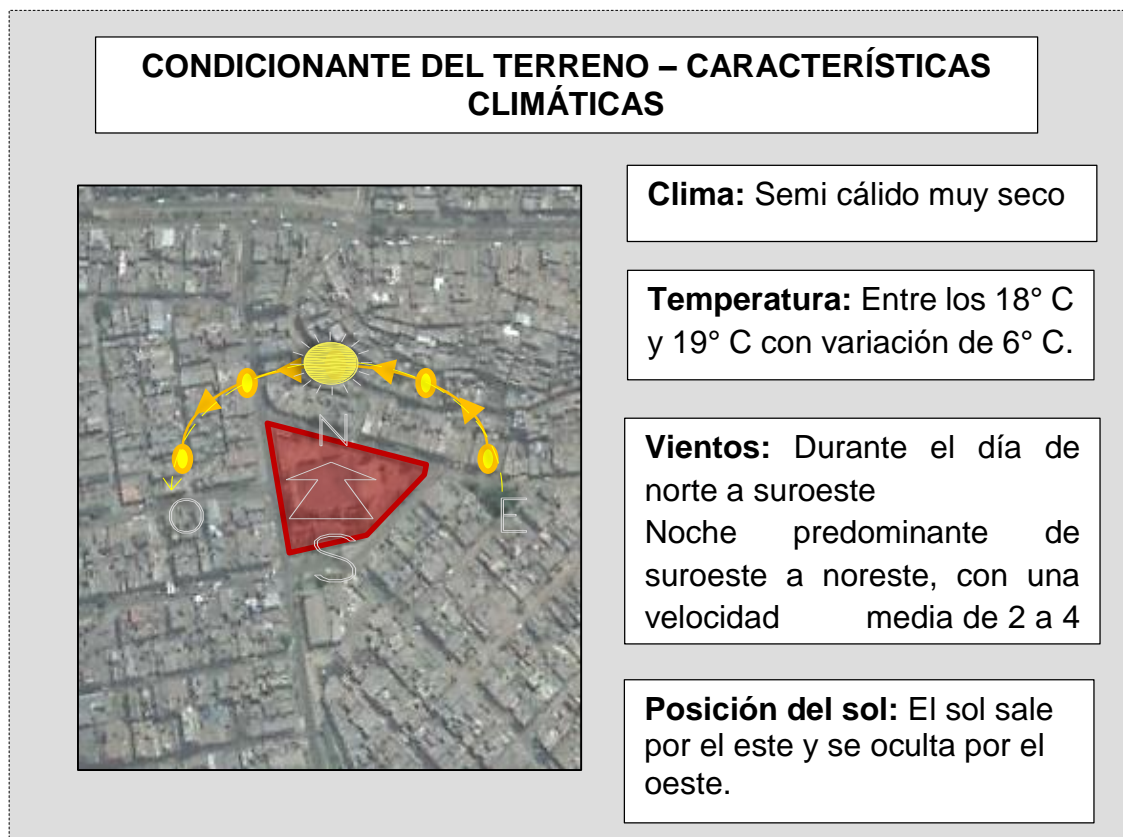 CONDICIONANTE DEL TERRENO – CARACTERÍSTICAS
CLIMÁTICAS
Clima: Semi cálido muy seco
Temperatura: Entre los 18° C
y 19° C con variación de 6° C.
Vientos: Durante el día de
norte a suroeste
Noche predominante de
suroeste a noreste, con una
velocidad media de 2 a 4
Posición del sol: El sol sale
por el este y se oculta por el
oeste.
N
O
E
S